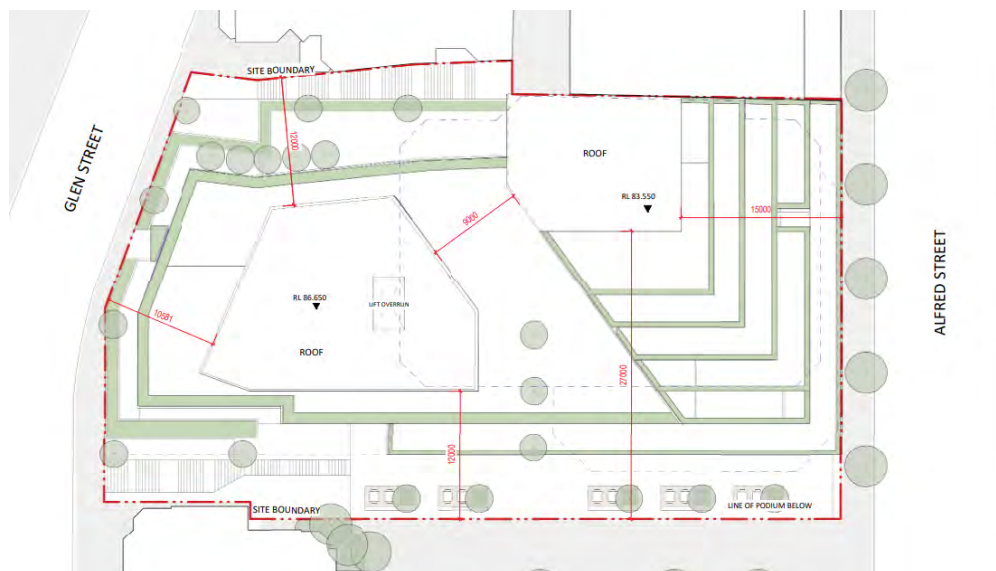 SITE BOUNDARY
GLEN STREET
12000
ROOF
RL 83.550
15000
9000
ALFRED STREET
RL 86.650
LIFT OVERRUN
10681
ROOF
27000
12000
SITE BOUNDARY
LINE OF PODIUM BELOW